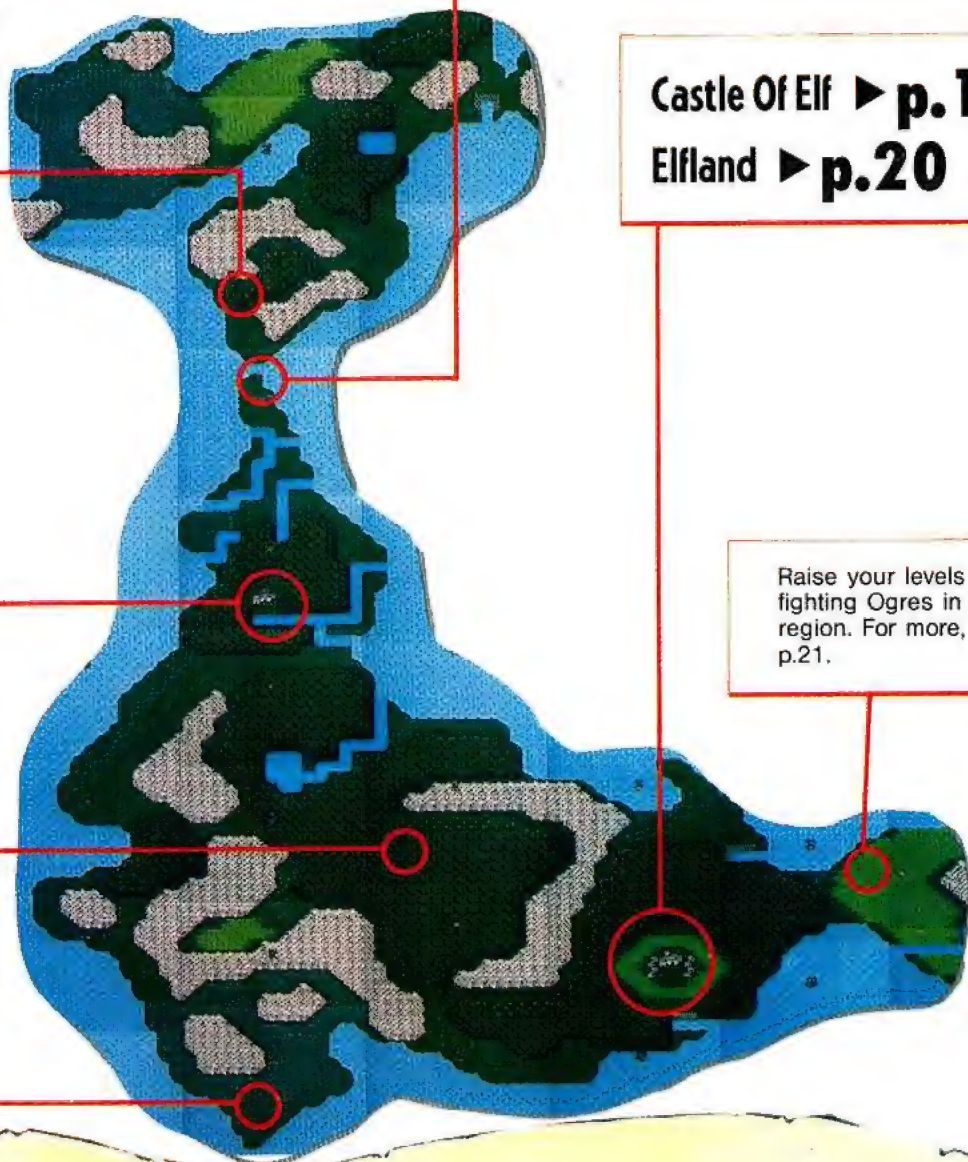 Castle Of Elf ▶ p.1
Elfland ▶ p.20
Raise your levels
fighting Ogres in
region. For more,
p.21.